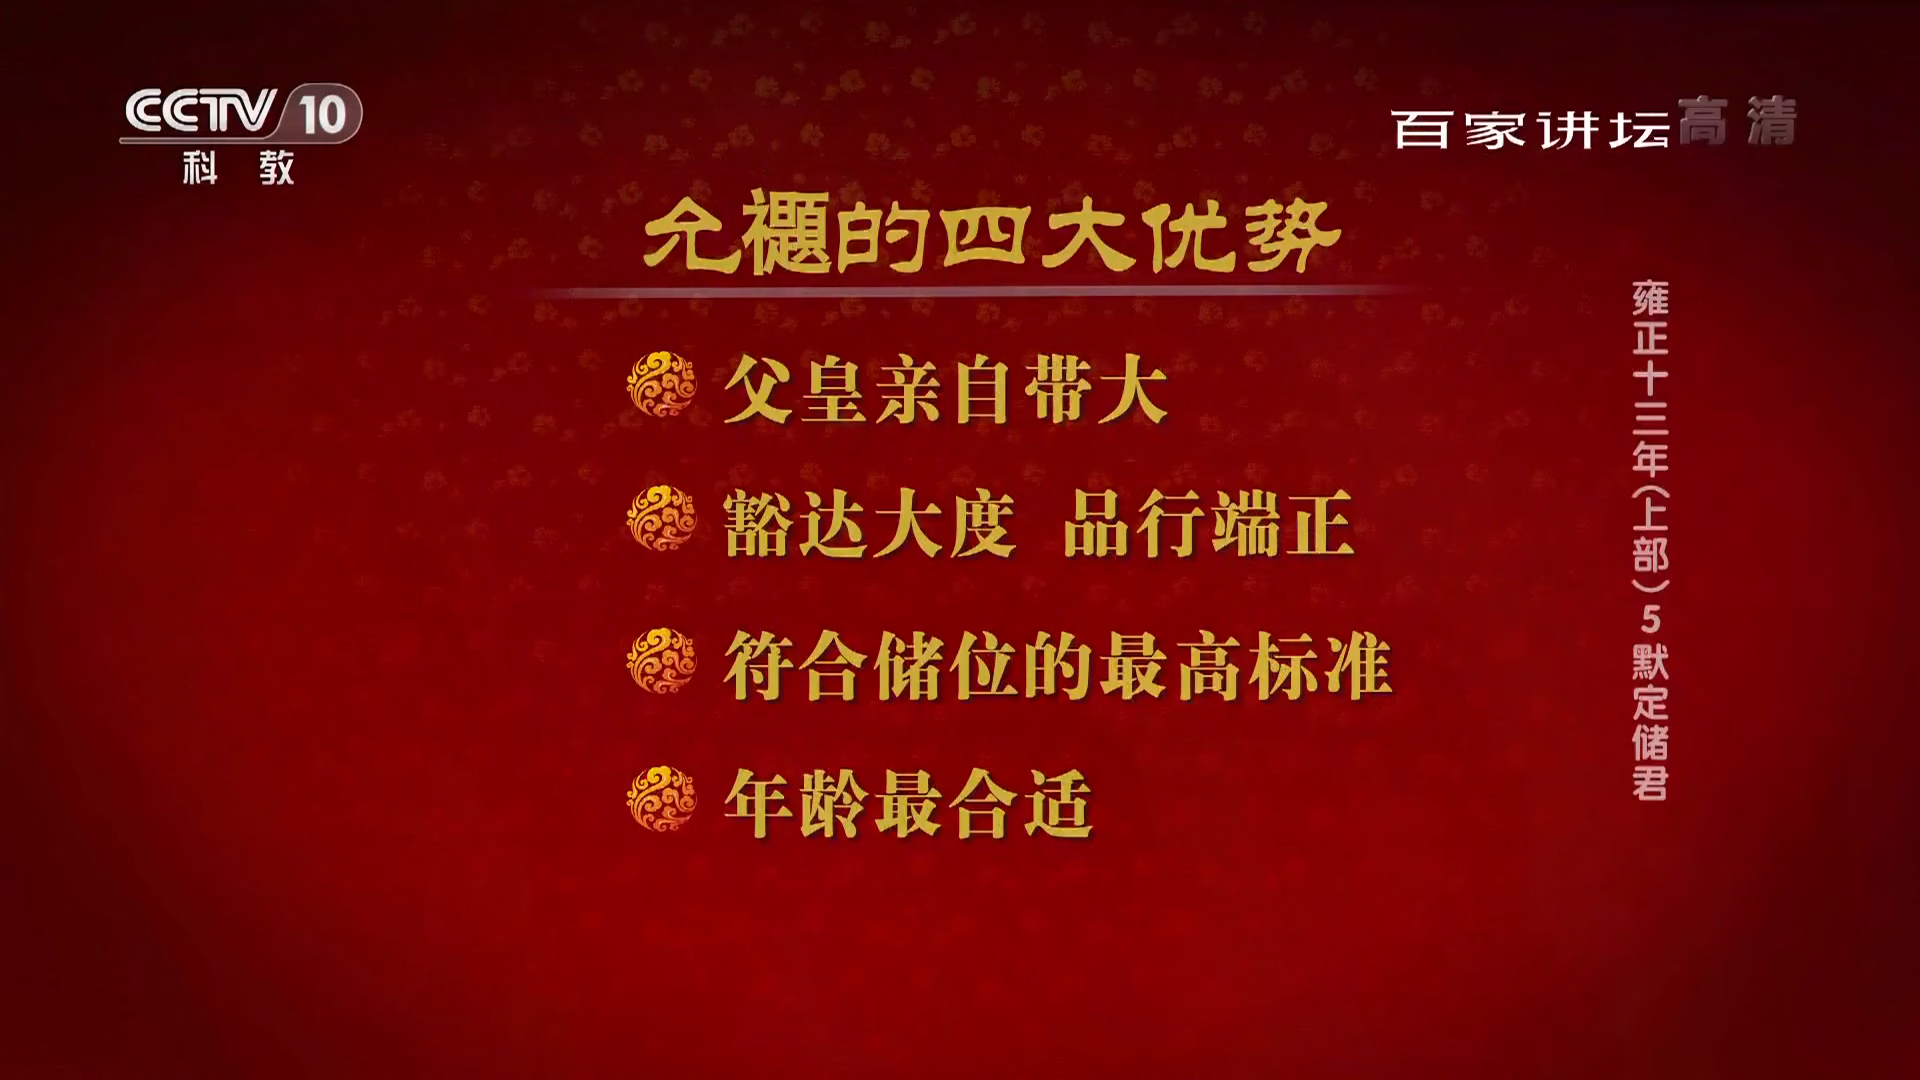 CCTV 10
科 教
百家讲坛 高清
允禵的四大优势
父皇亲自带大
豁达大度 品行端正
符合储位的最高标准
年龄最合适
雍正十三年(上部) 5 默定储君